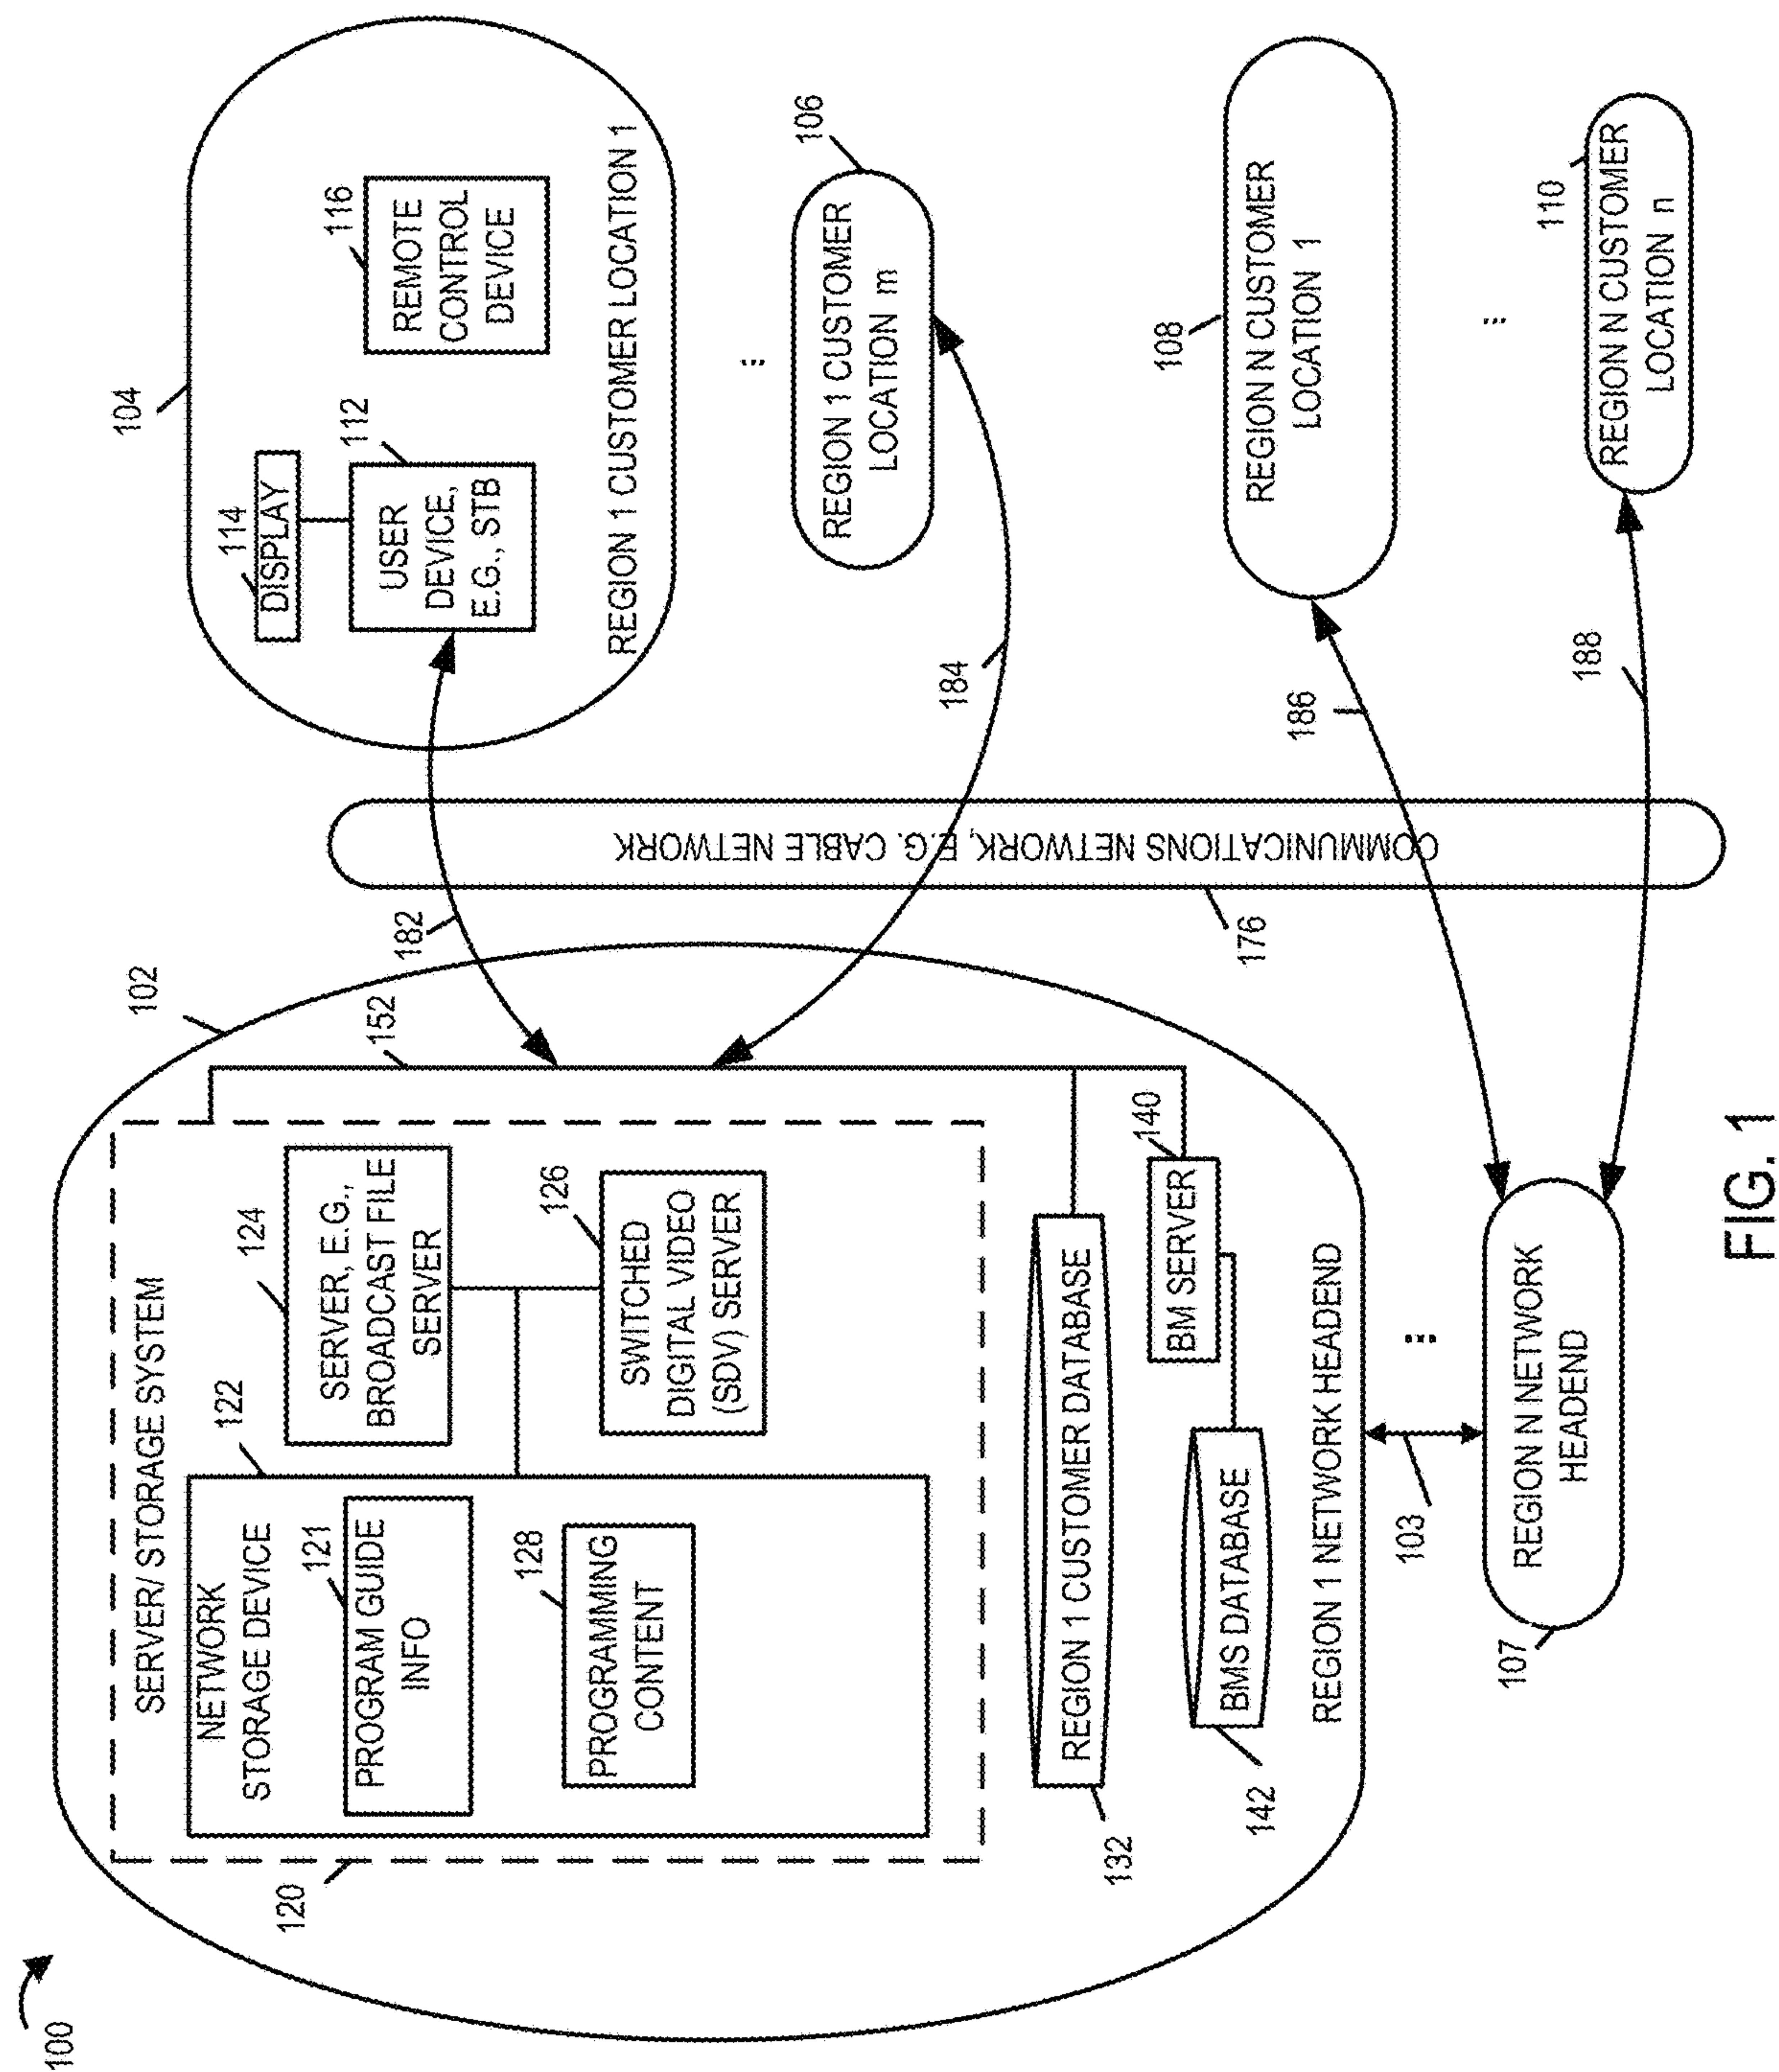 100
102
SERVER/ STORAGE SYSTEM
120
NETWORK
STORAGE DEVICE
122
PROGRAM GUIDE
INFO
121
PROGRAMMING
CONTENT
128
SERVER, E.G.,
BROADCAST FILE
SERVER
124
SWITCHED
DIGITAL VIDEO
(SDV) SERVER
126
152
REGION 1 CUSTOMER DATABASE
132
BM SERVER
140
BMS DATABASE
142
REGION 1 NETWORK HEADEND
103
...
REGION N NETWORK
HEADEND
107
COMMUNICATIONS NETWORK, E.G. CABLE NETWORK
176
182
184
186
188
104
114
DISPLAY
112
USER
DEVICE,
E.G., STB
116
REMOTE
CONTROL
DEVICE
REGION 1 CUSTOMER LOCATION 1
...
106
REGION 1 CUSTOMER
LOCATION m
108
REGION N CUSTOMER
LOCATION 1
...
110
REGION N CUSTOMER
LOCATION n
FIG. 1